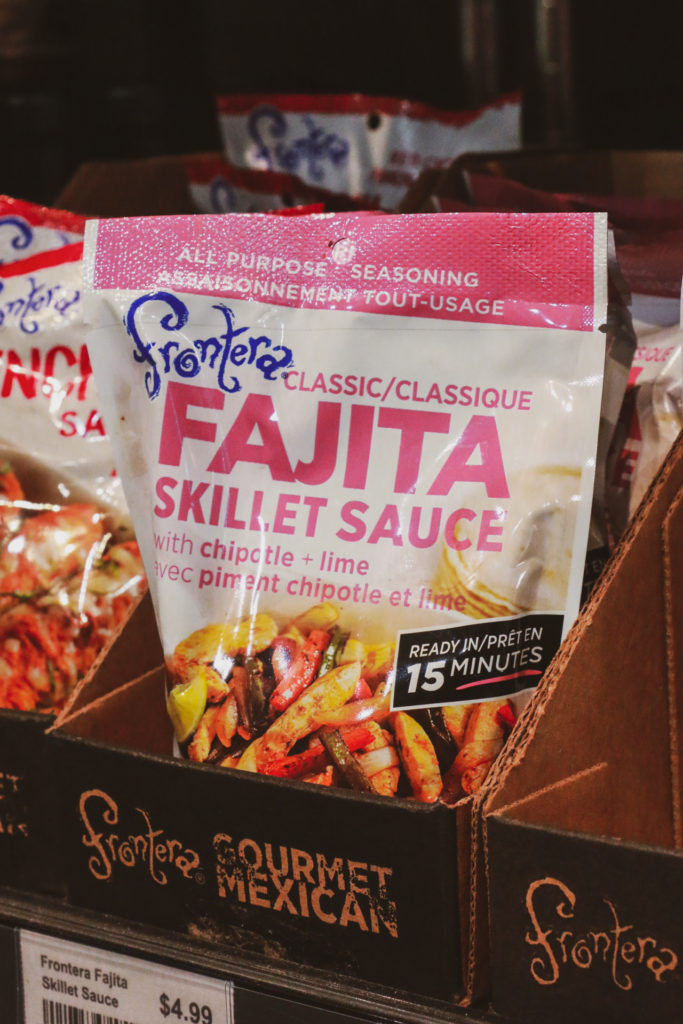 Frontera
ALL PURPOSE · SEASONING
ASSAISONNEMENT TOUT-USAGE
Frontera
CLASSIC/CLASSIQUE
FAJITA
SKILLET SAUCE
with chipotle + lime
avec piment chipotle et lime
READY IN/PRÊT EN
15 MINUTES
Frontera
GOURMET
MEXICAN
Frontera
Frontera Fajita
Skillet Sauce
$4.99